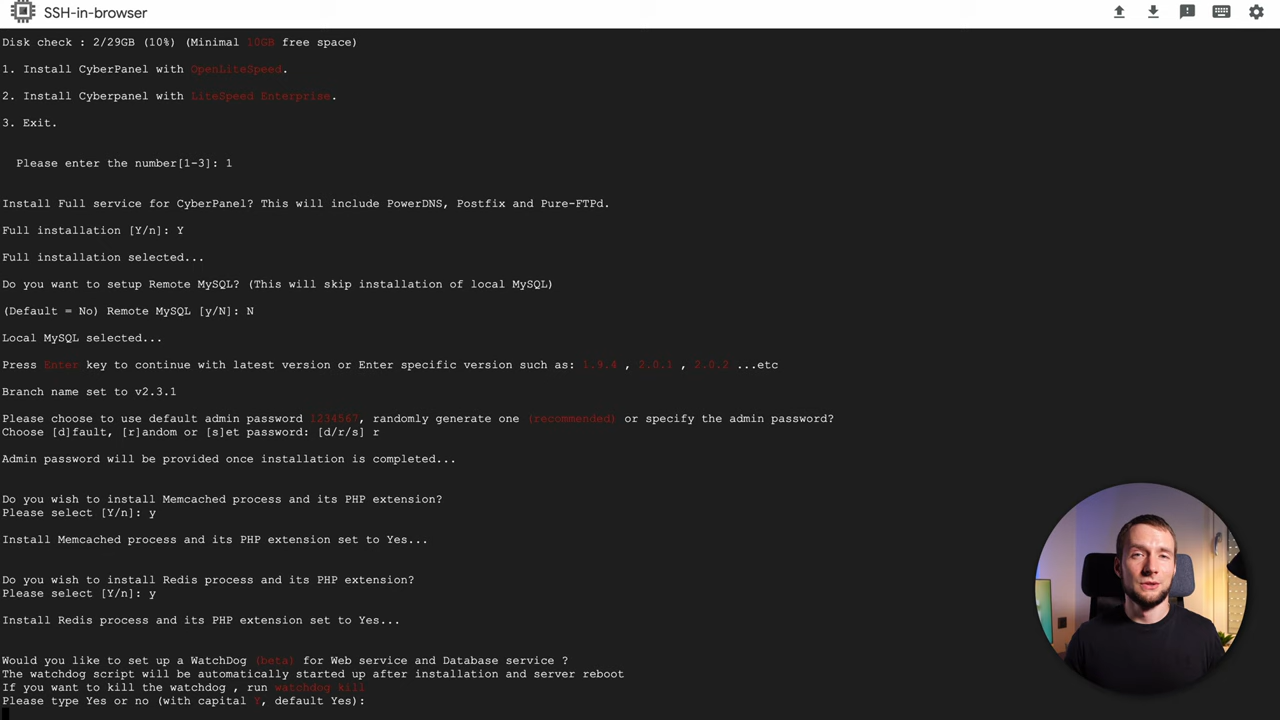 SSH-in-browser
Disk check : 2/29GB (10%) (Minimal 10GB free space)
1. Install CyberPanel with OpenLiteSpeed.
2. Install Cyberpanel with LiteSpeed Enterprise.
3. Exit.
Please enter the number[1-3]: 1
Install Full service for CyberPanel? This will include PowerDNS, Postfix and Pure-FTPd.
Full installation [Y/n]: Y
Full installation selected...
Do you want to setup Remote MySQL? (This will skip installation of local MySQL)
(Default = No) Remote MySQL [y/N]: N
Local MySQL selected...
Press Enter key to continue with latest version or Enter specific version such as: 1.9.4 , 2.0.1 , 2.0.2 ...etc
Branch name set to v2.3.1
Please choose to use default admin password 1234567, randomly generate one (recommended) or specify the admin password?
Choose [d]fault, [r]andom or [s]et password: [d/r/s] r
Admin password will be provided once installation is completed...
Do you wish to install Memcached process and its PHP extension?
Please select [Y/n]: y
Install Memcached process and its PHP extension set to Yes...
Do you wish to install Redis process and its PHP extension?
Please select [Y/n]: y
Install Redis process and its PHP extension set to Yes...
Would you like to set up a WatchDog (beta) for Web service and Database service ?
The watchdog script will be automatically started up after installation and server reboot
If you want to kill the watchdog , run watchdog kill
Please type Yes or no (with capital Y, default Yes):